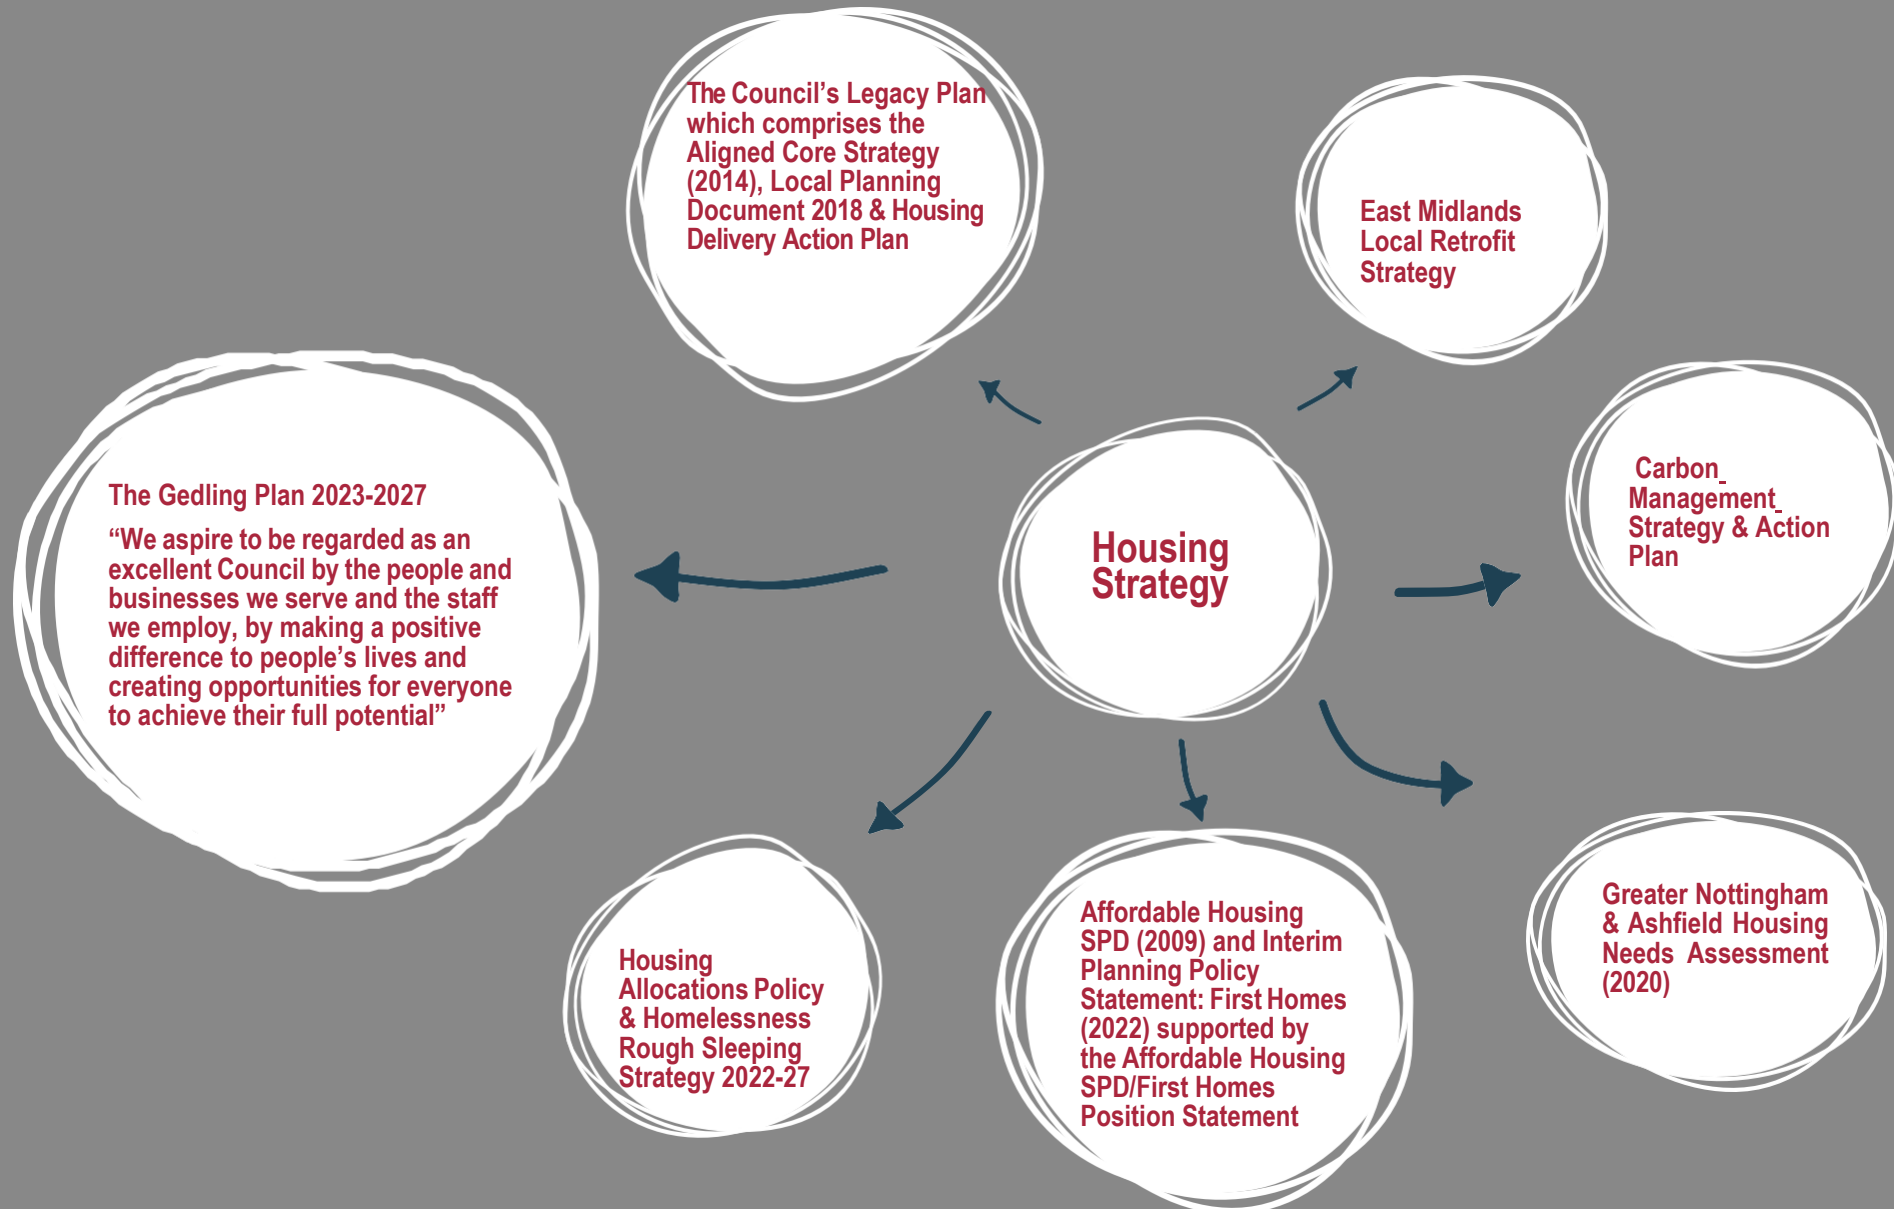 The Council’s Legacy Plan
which comprises the
Aligned Core Strategy
(2014), Local Planning
Document 2018 & Housing
Delivery Action Plan
East Midlands
Local Retrofit
Strategy
Carbon
Management
Strategy & Action
Plan
The Gedling Plan 2023-2027
“We aspire to be regarded as an
excellent Council by the people and
businesses we serve and the staff
we employ, by making a positive
difference to people’s lives and
creating opportunities for everyone
to achieve their full potential”
Housing
Strategy
Housing
Allocations Policy
& Homelessness
Rough Sleeping
Strategy 2022-27
Affordable Housing
SPD (2009) and Interim
Planning Policy
Statement: First Homes
(2022) supported by
the Affordable Housing
SPD/First Homes
Position Statement
Greater Nottingham
& Ashfield Housing
Needs Assessment
(2020)